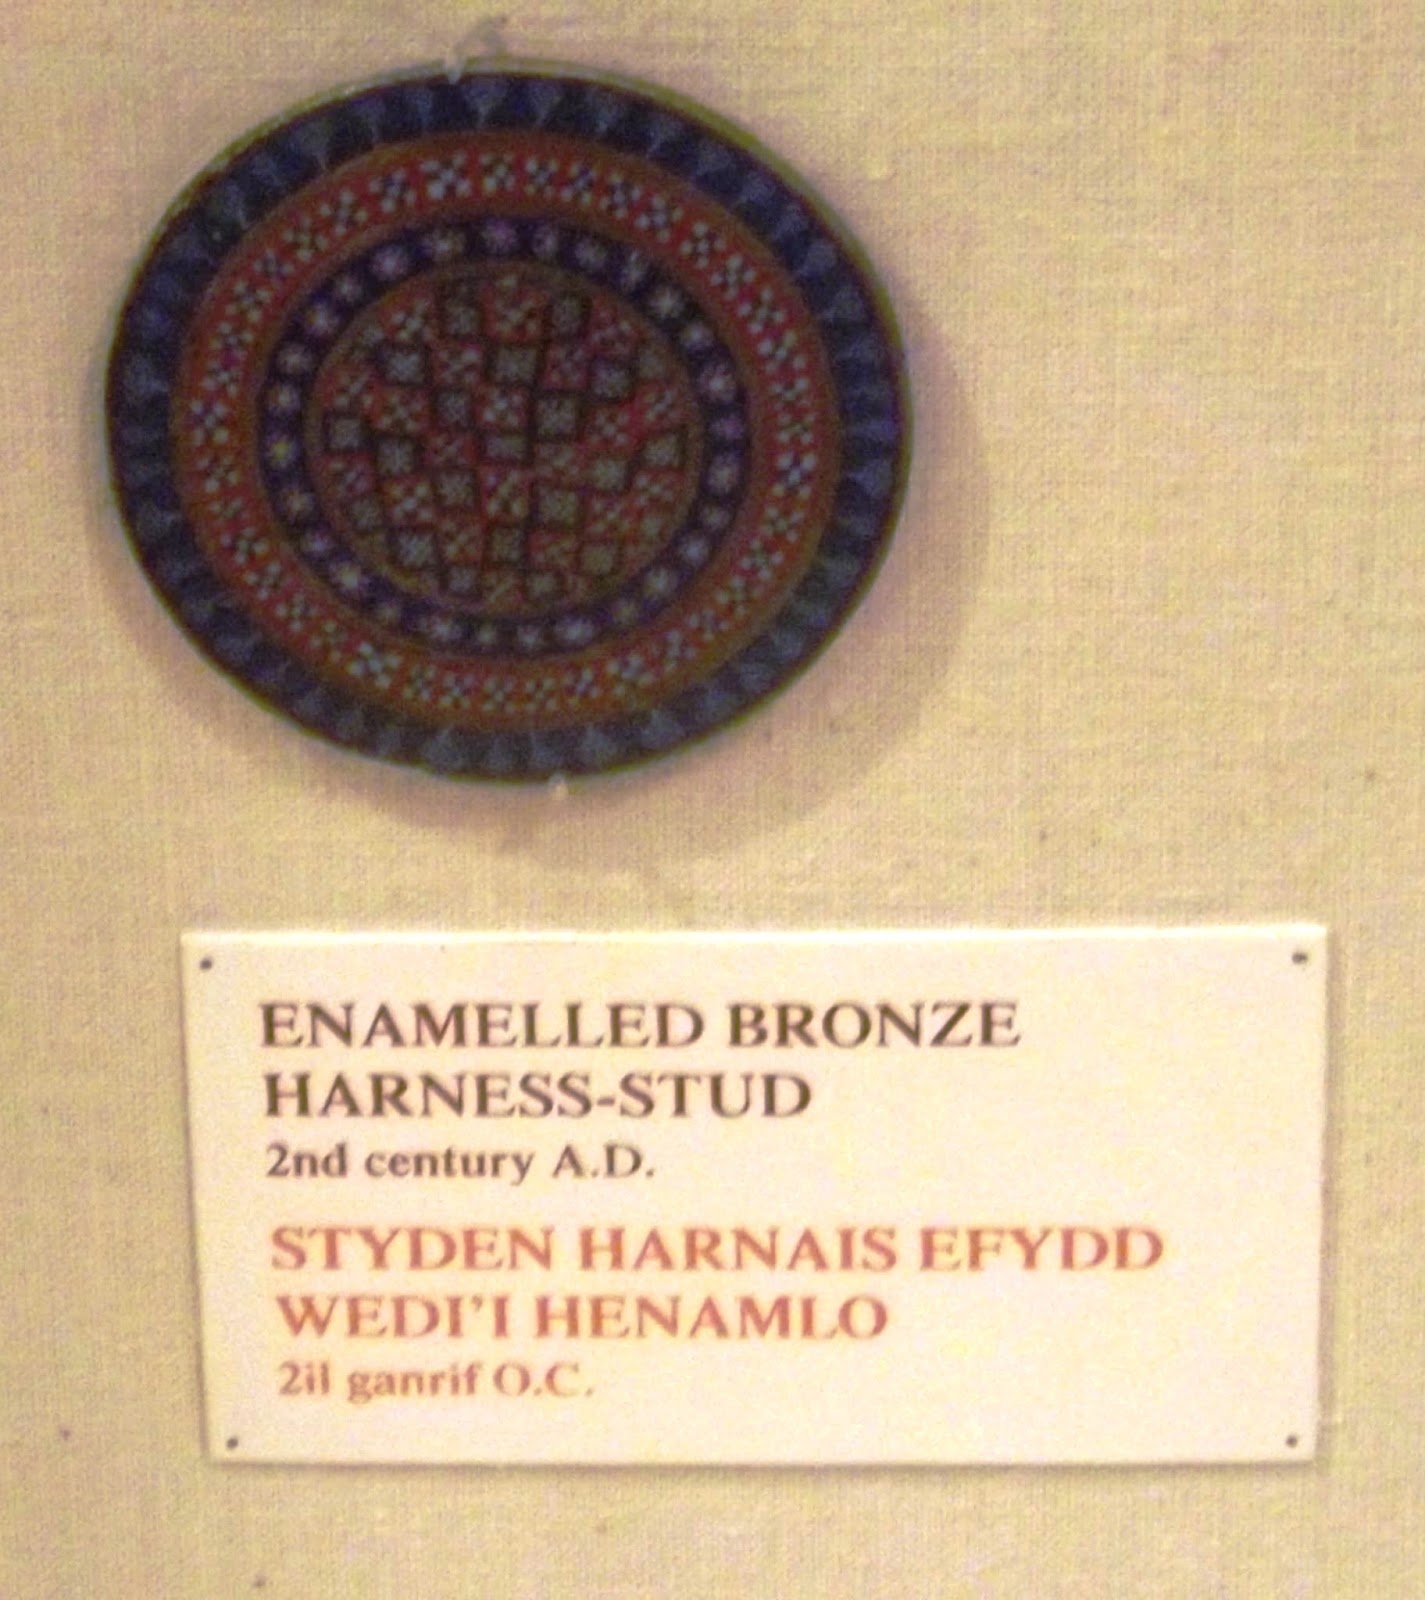 ENAMELLED BRONZE
HARNESS-STUD
2nd century A.D.
STYDEN HARNAIS EFYDD
WEDI'I HENAMLO
2il ganrif O.C.